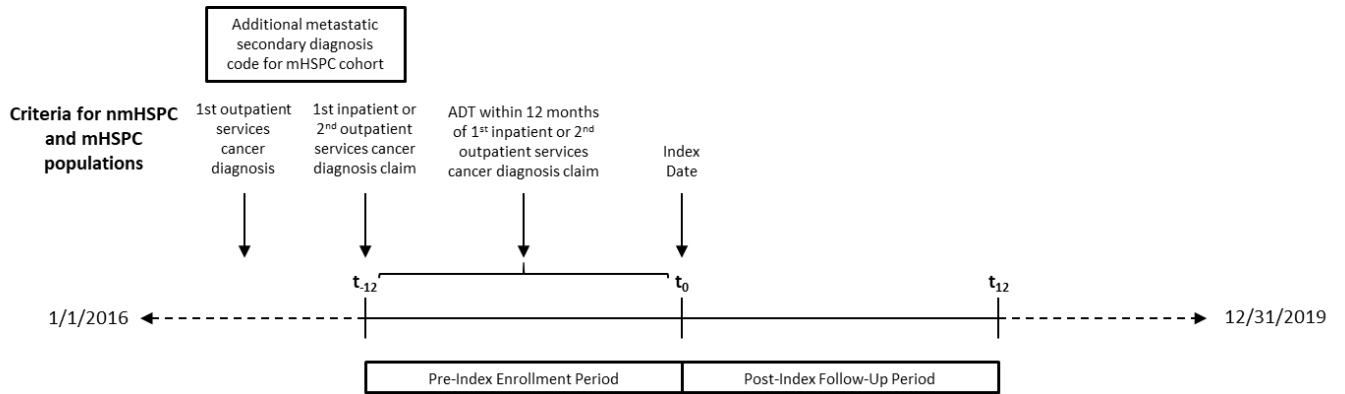 Additional metastatic
secondary diagnosis
code for mHSPC cohort
Criteria for nmHSPC
and mHSPC
populations
1st outpatient
services
cancer
diagnosis
1st inpatient or
2nd outpatient
services cancer
diagnosis claim
ADT within 12 months
of 1st inpatient or 2nd
outpatient services
cancer diagnosis claim
Index
Date
t-12
t0
t12
1/1/2016
12/31/2019
Pre-Index Enrollment Period
Post-Index Follow-Up Period